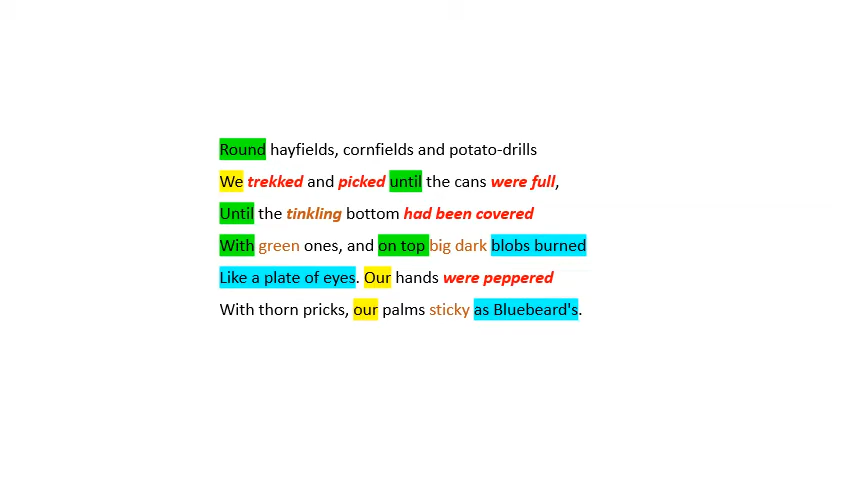 Round hayfields, cornfields and potato-drills
We trekked and picked until the cans were full,
Until the tinkling bottom had been covered
With green ones, and on top big dark blobs burned
Like a plate of eyes. Our hands were peppered
With thorn pricks, our palms sticky as Bluebeard's.